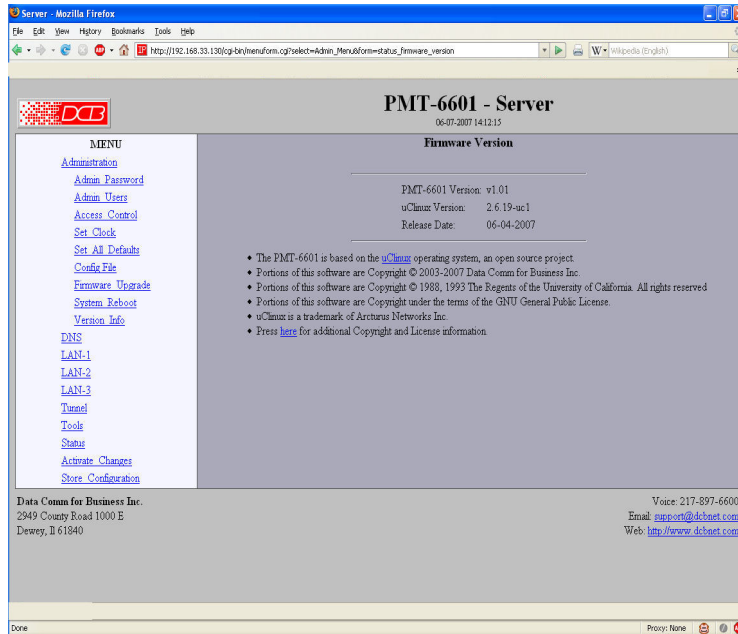 Server - Mozilla Firefox
File Edit View History Bookmarks Tools Help
http://192.168.33.130/cgi-bin/menuform.cgi?select=Admin_Menu&form=status_firmware_version
W Wikipedia (English)
DCB
PMT-6601 - Server
06-07-2007 14:12:15
MENU
Administration
Admin Password
Admin Users
Access Control
Set Clock
Set All Defaults
Config File
Firmware Upgrade
System Reboot
Version Info
DNS
LAN-1
LAN-2
LAN-3
Tunnel
Tools
Status
Activate Changes
Store Configuration
Firmware Version
PMT-6601 Version: v1.01
uClinux Version: 2.6.19-uc1
Release Date: 06-04-2007
• The PMT-6601 is based on the uClinux operating system, an open source project.
• Portions of this software are Copyright © 2003-2007 Data Comm for Business Inc.
• Portions of this software are Copyright © 1988, 1993 The Regents of the University of California. All rights reserved
• Portions of this software are Copyright under the terms of the GNU General Public License.
• uClinux is a trademark of Arcturus Networks Inc.
• Press here for additional Copyright and License information
Data Comm for Business Inc.
2949 County Road 1000 E
Dewey, Il 61840
Voice: 217-897-6600
Email: support@dcbnet.com
Web: http://www.dcbnet.com
Done
Proxy: None